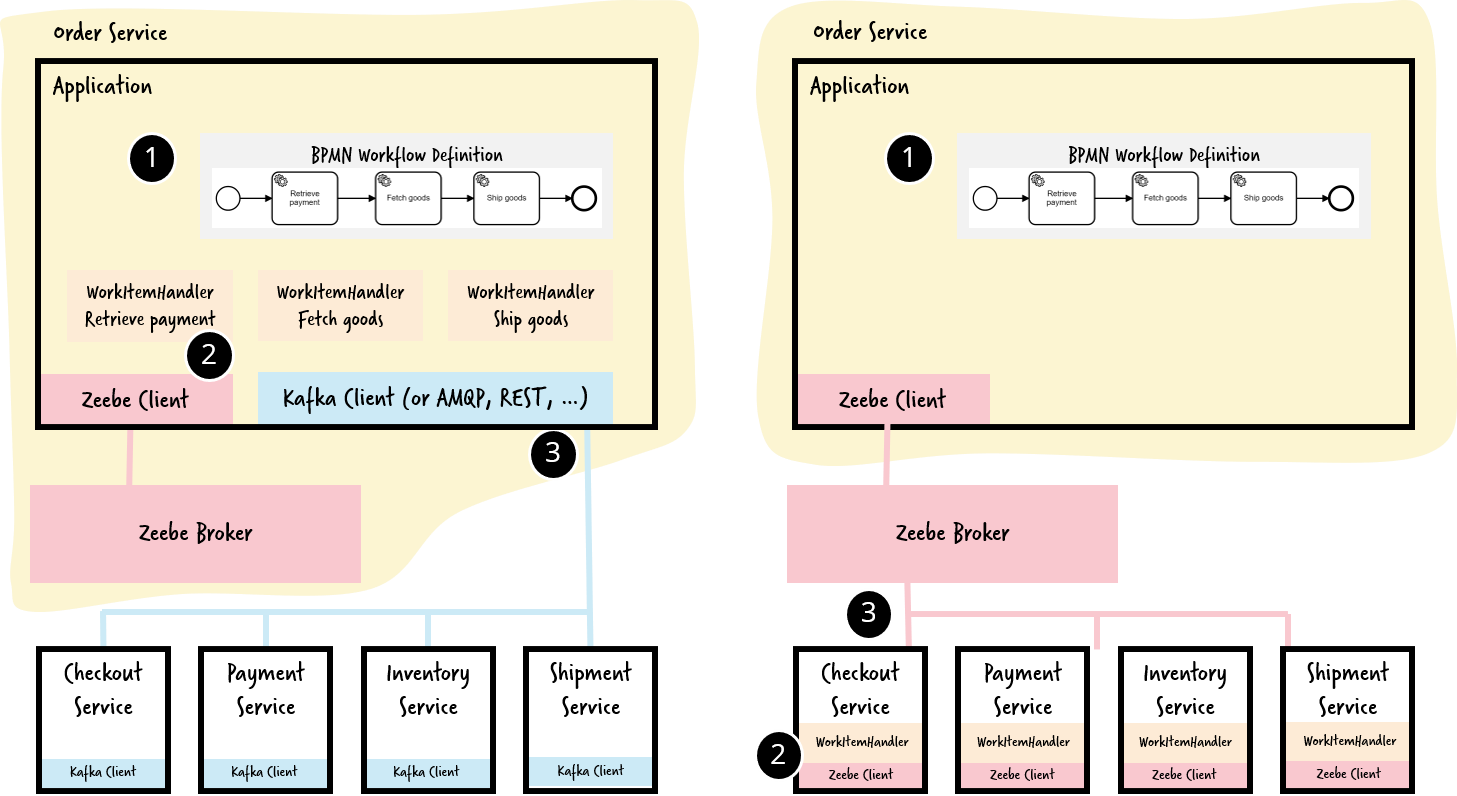 Order Service
Application
1
BPMN Workflow Definition
Retrieve
payment
Fetch goods
Ship goods
WorkItemHandler
Retrieve payment
WorkItemHandler
Fetch goods
WorkItemHandler
Ship goods
2
Zeebe Client
Kafka Client (or AMQP, REST, ...)
3
Zeebe Broker
Checkout
Service
Kafka Client
Payment
Service
Kafka Client
Inventory
Service
Kafka Client
Shipment
Service
Kafka Client
Order Service
Application
1
BPMN Workflow Definition
Retrieve
payment
Fetch goods
Ship goods
Zeebe Client
Zeebe Broker
3
Checkout
Service
WorkItemHandler
2
Zeebe Client
Payment
Service
WorkItemHandler
Zeebe Client
Inventory
Service
WorkItemHandler
Zeebe Client
Shipment
Service
WorkItemHandler
Zeebe Client